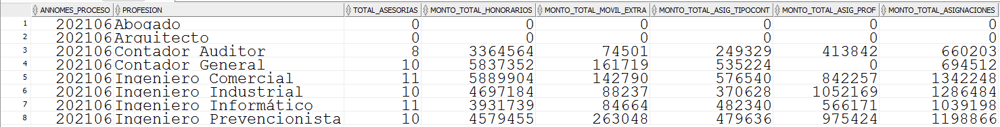 ANNOMES_PROCESO PROFESION TOTAL_ASESORIAS MONTO_TOTAL_HONORARIOS MONTO_TOTAL_MOVIL_EXTRA MONTO_TOTAL_ASIG_TIPOCONT MONTO_TOTAL_ASIG_PROF MONTO_TOTAL_ASIGNACIONES
1 202106 Abogado 0 0 0 0 0 0
2 202106 Arquitecto 0 0 0 0 0 0
3 202106 Contador Auditor 8 3364564 74501 249329 413842 660203
4 202106 Contador General 10 5837352 161719 535224 0 694512
5 202106 Ingeniero Comercial 11 5889904 142790 576540 842257 1342248
6 202106 Ingeniero Industrial 10 4697184 88237 370628 1052169 1286484
7 202106 Ingeniero Informático 11 3931739 84664 482340 566171 1039198
8 202106 Ingeniero Prevencionista 10 4579455 263048 479636 975424 1198866